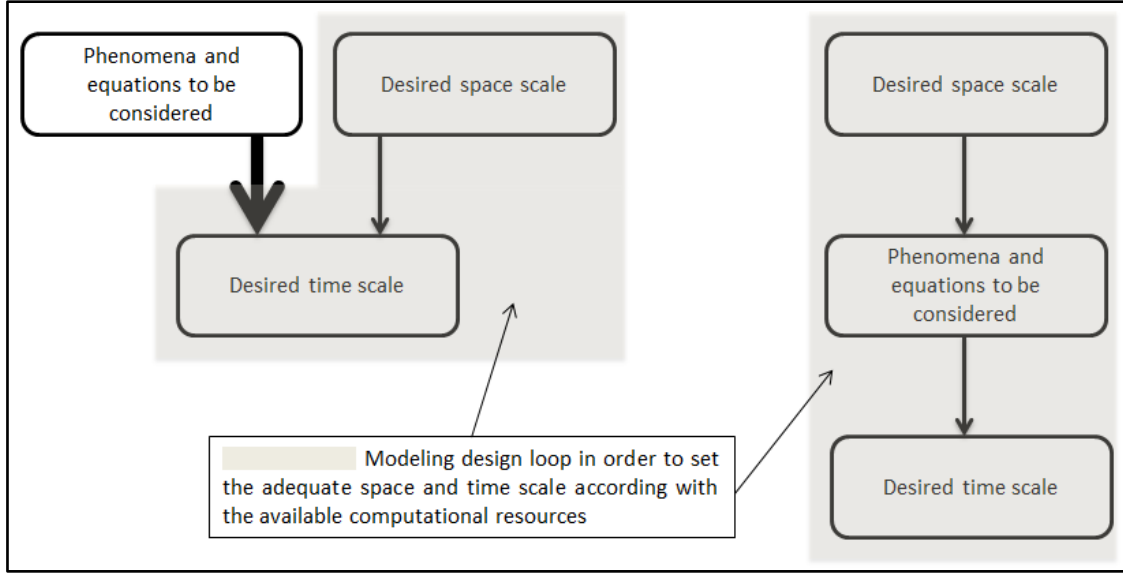 Phenomena and
equations to be
considered
Desired space scale
Desired time scale
Desired space scale
Phenomena and
equations to be
considered
Desired time scale
Modeling design loop in order to set
the adequate space and time scale according with
the available computational resources